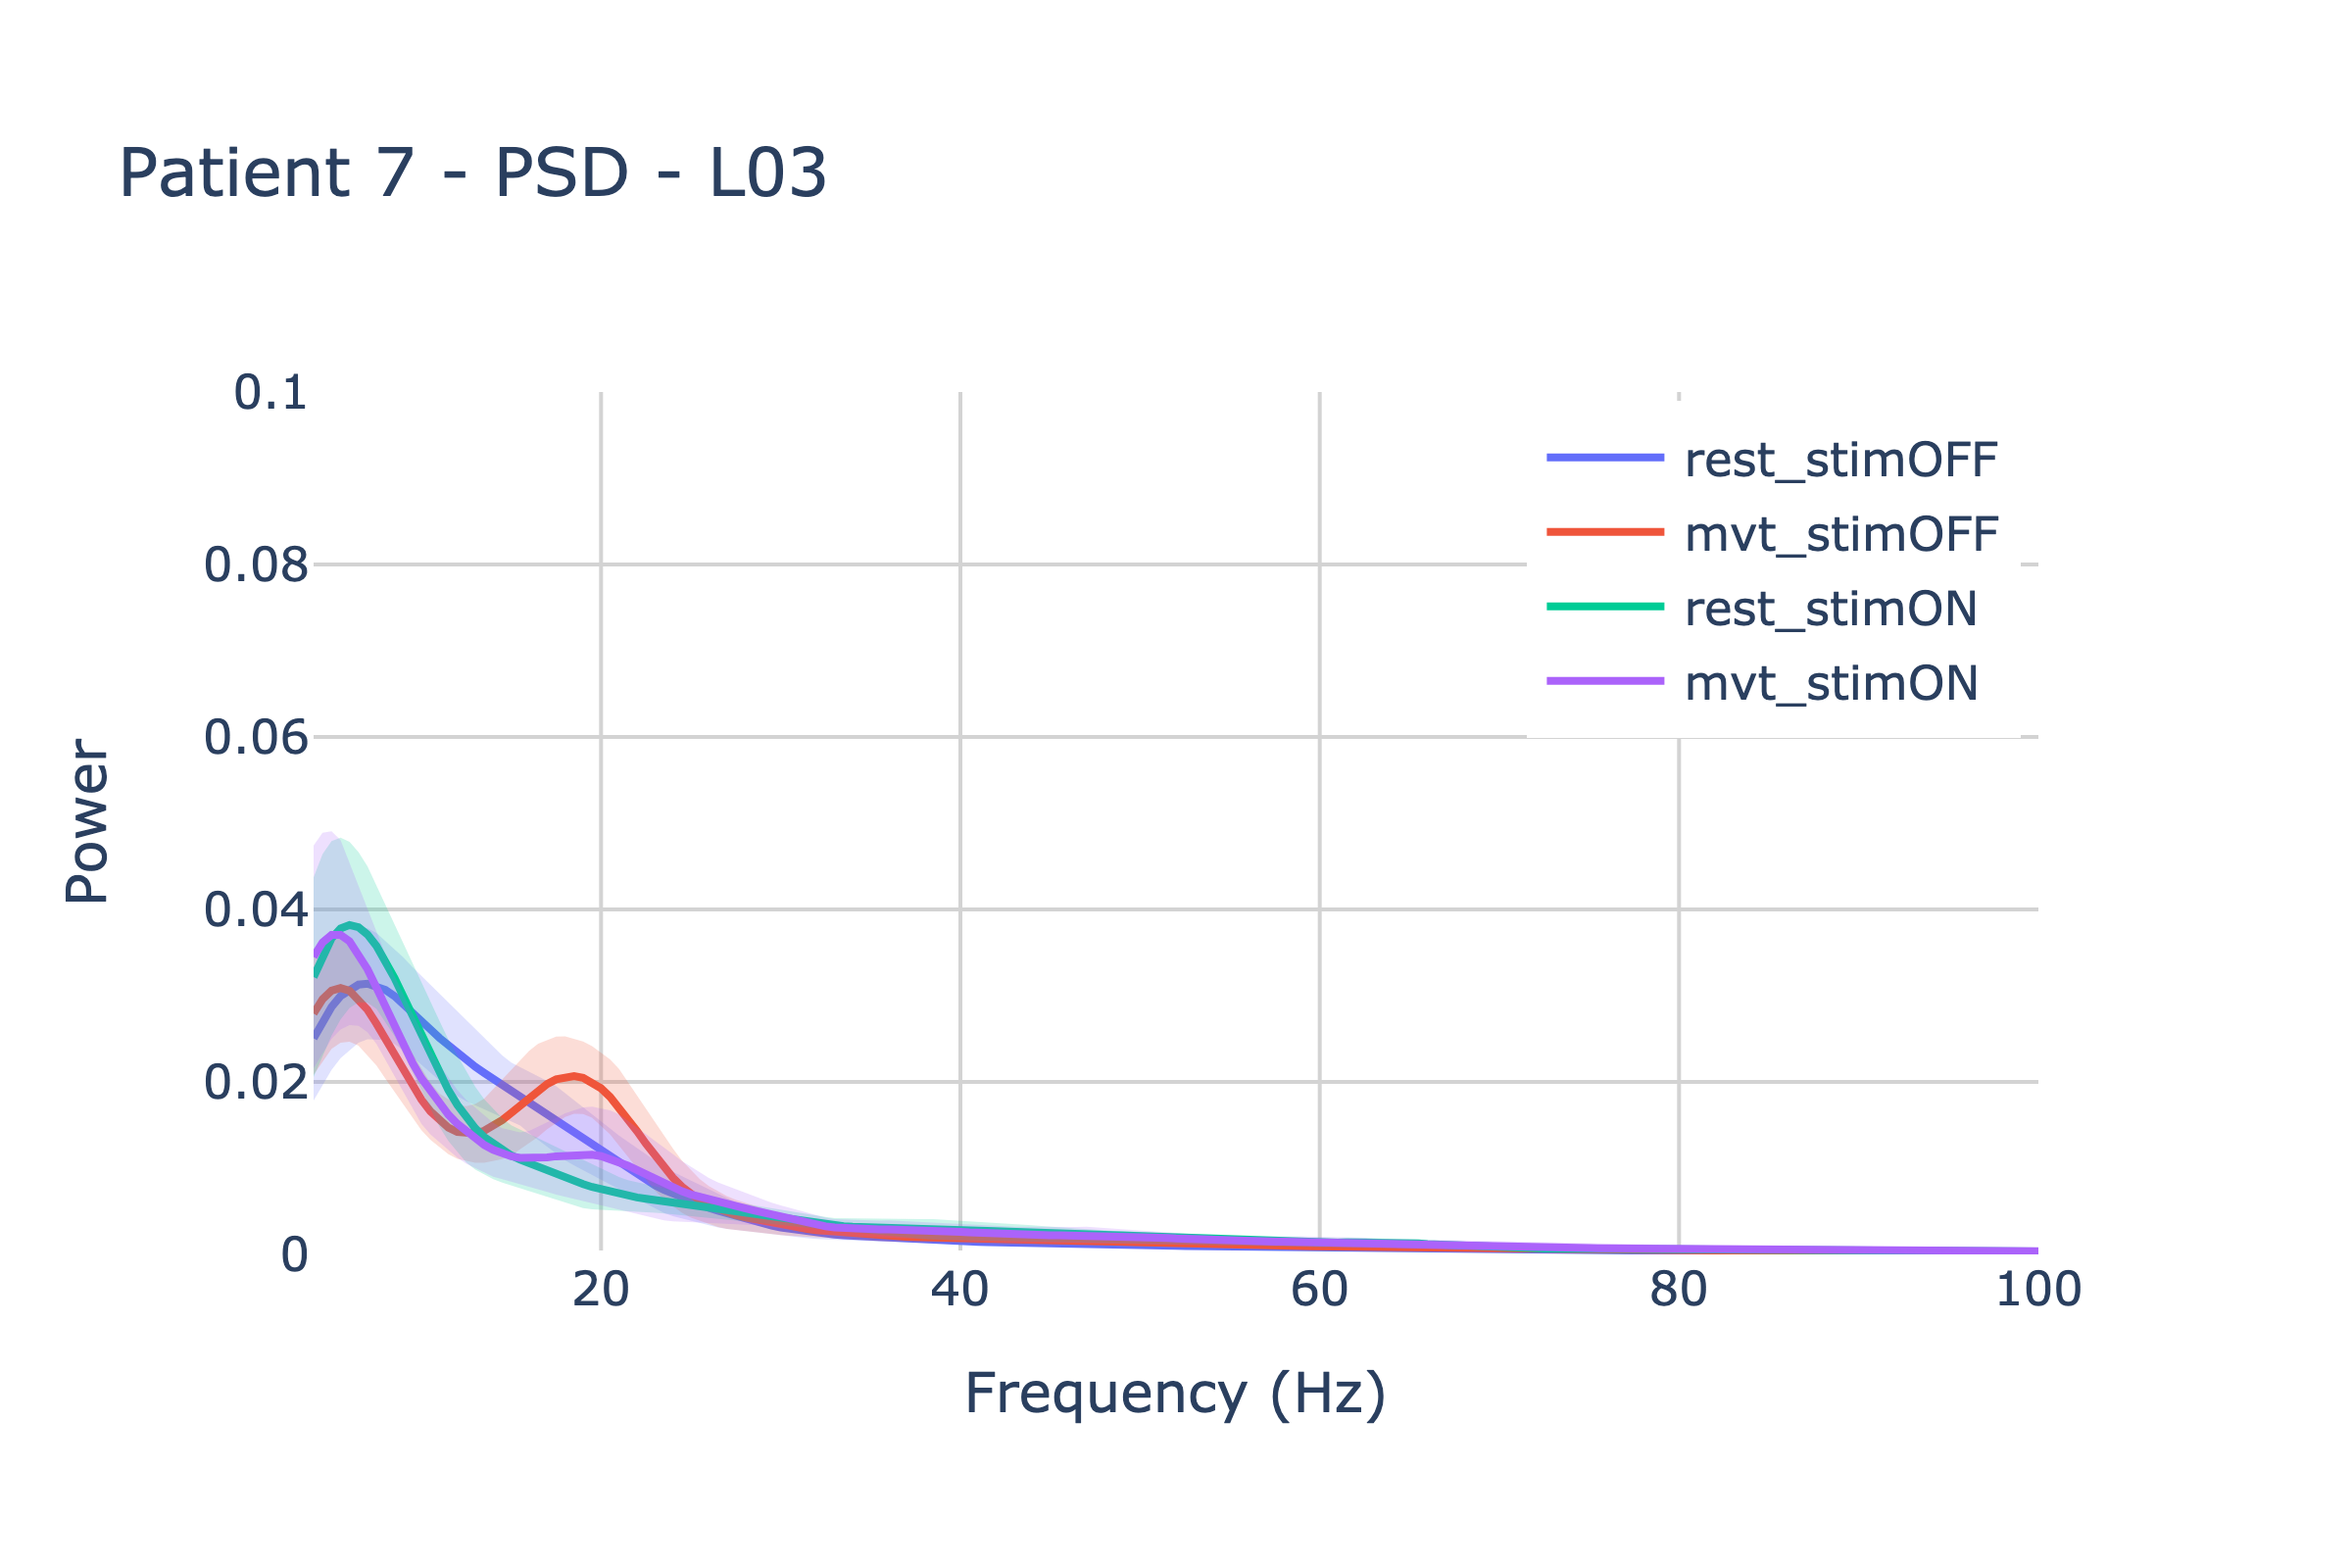 Patient 7 - PSD - L03
0.1
0.08
0.06
0.04
0.02
0
Power
rest_stimOFF
mvt_stimOFF
rest_stimON
mvt_stimON
20 40 60 80 100
Frequency (Hz)